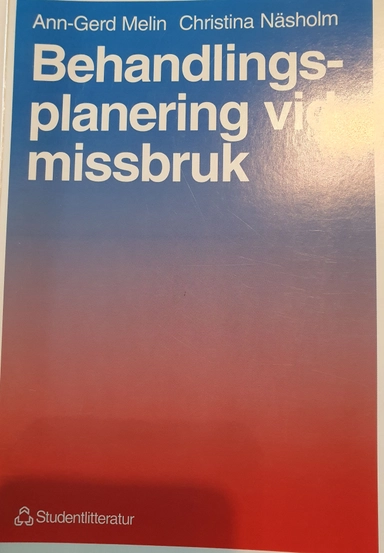 Ann-Gerd Melin Christina Näsholm
Behandlings-
planering vid
missbruk
Studentlitteratur